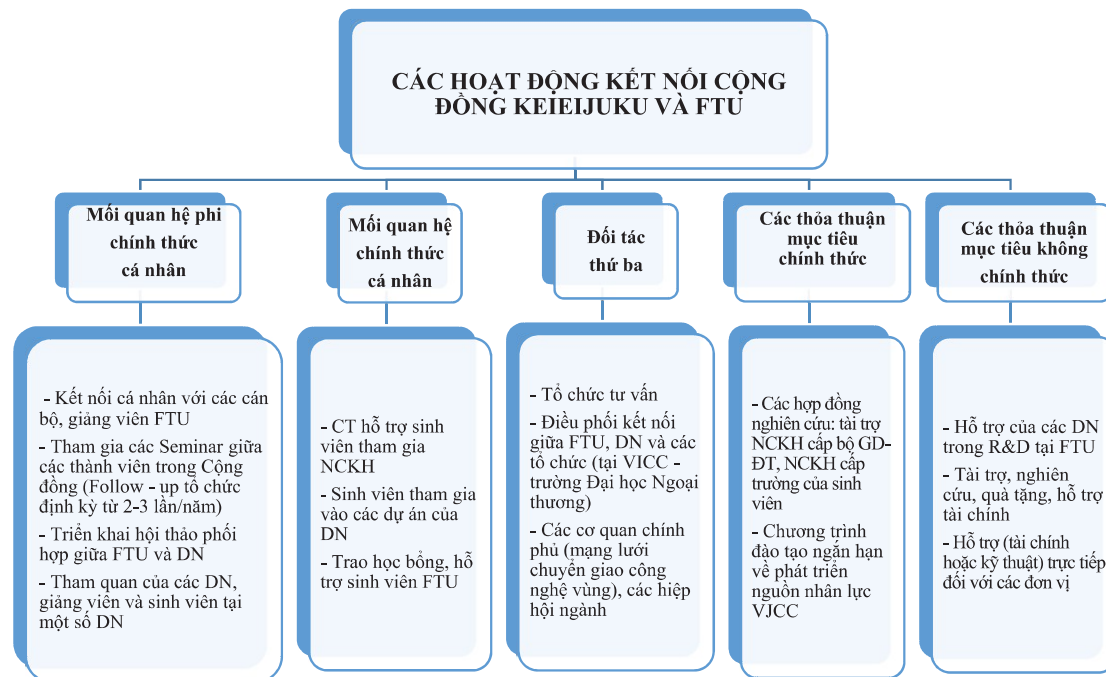 CÁC HOẠT ĐỘNG KẾT NỐI CỘNG
ĐỒNG KEIEIJUKU VÀ FTU
Mối quan hệ phi
chính thức
cá nhân
Mối quan hệ
chính thức
cá nhân
Đối tác
thứ ba
Các thỏa thuận
mục tiêu
chính thức
Các thỏa thuận
mục tiêu không
chính thức
- Kết nối cá nhân với các cán
bộ, giảng viên FTU
- Tham gia các Seminar giữa
các thành viên trong Cộng
đồng (Follow - up tổ chức
định kỳ từ 2-3 lần/năm)
- Triển khai hội thảo phối
hợp giữa FTU và DN
- Tham quan của các DN,
giảng viên và sinh viên tại
một số DN
- CT hỗ trợ sinh
viên tham gia
NCKH
- Sinh viên tham gia
vào các dự án của
DN
- Trao học bổng, hỗ
trợ sinh viên FTU
- Tổ chức tư vấn
- Điều phối kết nối
giữa FTU, DN và các
tổ chức (tại VICC -
trường Đại học Ngoại
thương)
- Các cơ quan chính
phủ (mạng lưới
chuyển giao công
nghệ vùng), các hiệp
hội ngành
- Các hợp đồng
nghiên cứu: tài trợ
NCKH cấp bộ GD-
ĐT, NCKH cấp
trường của sinh
viên
- Chương trình
đào tạo ngắn hạn
về phát triển
nguồn nhân lực
VJCC
- Hỗ trợ của các DN
trong R&D tại FTU
- Tài trợ, nghiên
cứu, quà tặng, hỗ trợ
tài chính
- Hỗ trợ (tài chính
hoặc kỹ thuật) trực tiếp
đối với các đơn vị